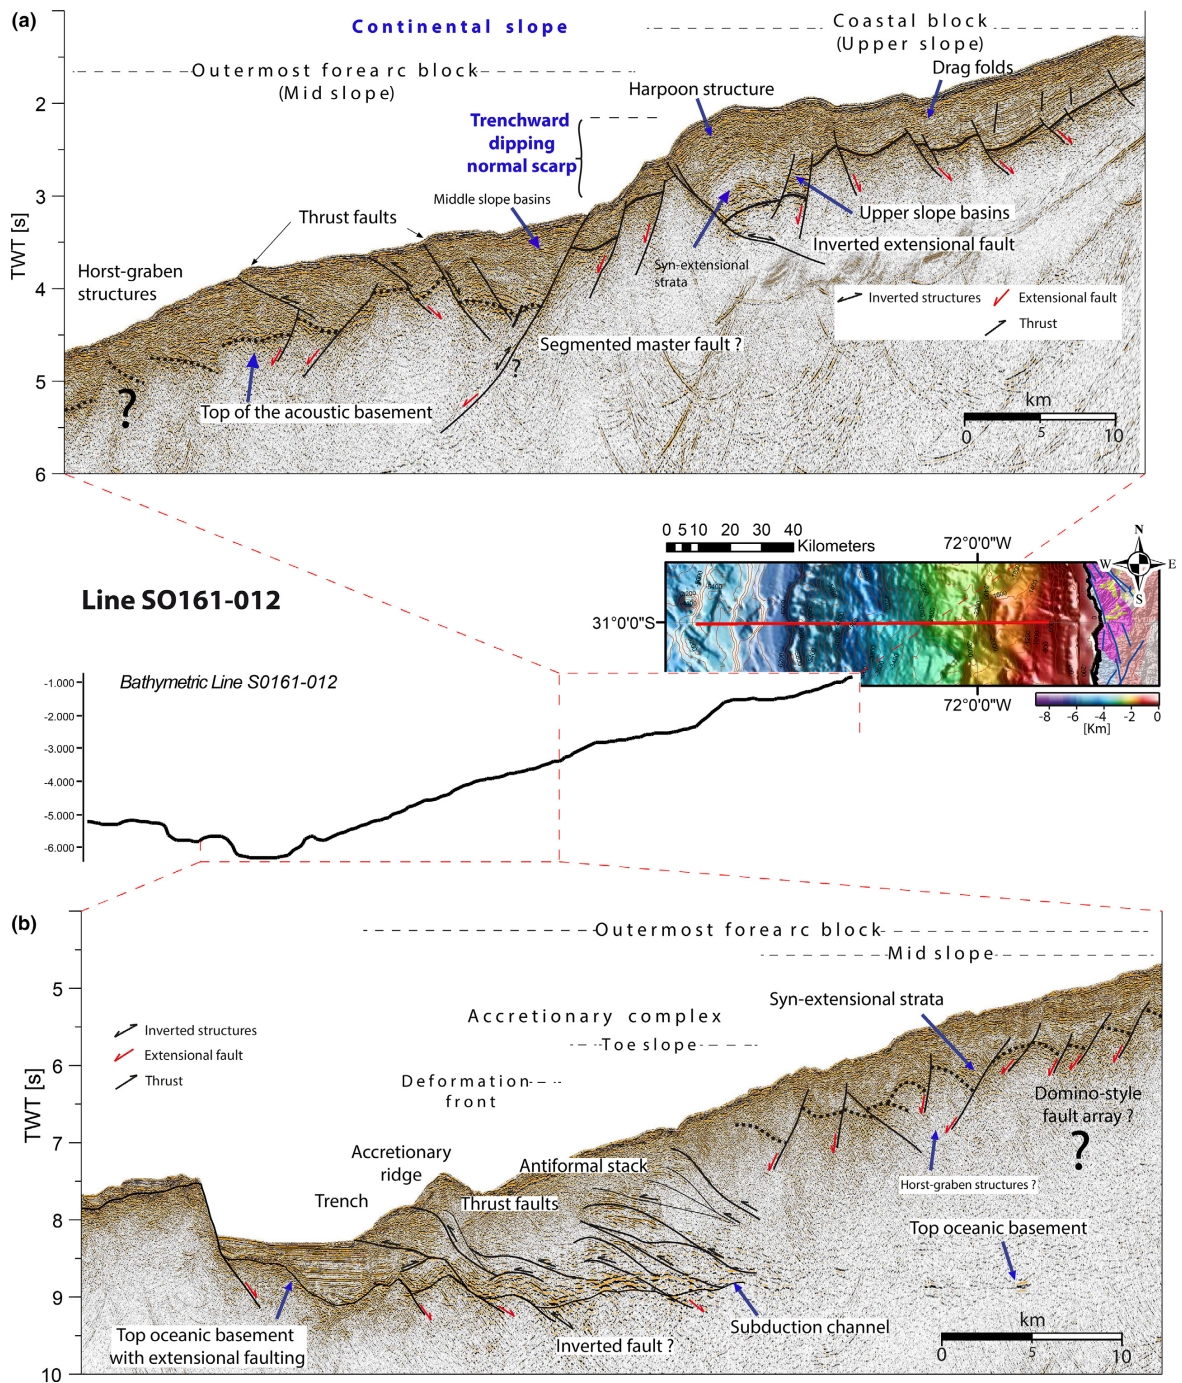 (a)
Continental slope
Coastal block
(Upper slope)
Outermost forearc block
(Mid slope)
Drag folds
Harpoon structure
Trenchward
dipping
normal scarp
Middle slope basins
Thrust faults
Upper slope basins
Horst-graben
structures
Syn-extensional
strata
Inverted extensional fault
Inverted structures
Extensional fault
Thrust
Segmented master fault ?
?
?
Top of the acoustic basement
km
0 5 10
TWT [s]
2
3
4
5
6
0 5 10 20 30 40
Kilometers
72°0'0"W
N
W E
S
Line SO161-012
31°0'0"S
72°0'0"W
-8 -6 -4 -2 0
[Km]
Bathymetric Line S0161-012
-1.000
-2.000
-3.000
-4.000
-5.000
-6.000
(b)
Outermost forearc block
Mid slope
Syn-extensional strata
Accretionary complex
Toe slope
Deformation
front
Inverted structures
Extensional fault
Thrust
Domino-style
fault array ?
?
Accretionary
ridge
Antiformal stack
Trench
Thrust faults
Horst-graben structures ?
Top oceanic basement
Subduction channel
Top oceanic basement
with extensional faulting
Inverted fault ?
km
0 5 10
TWT [s]
5
6
7
8
9
10